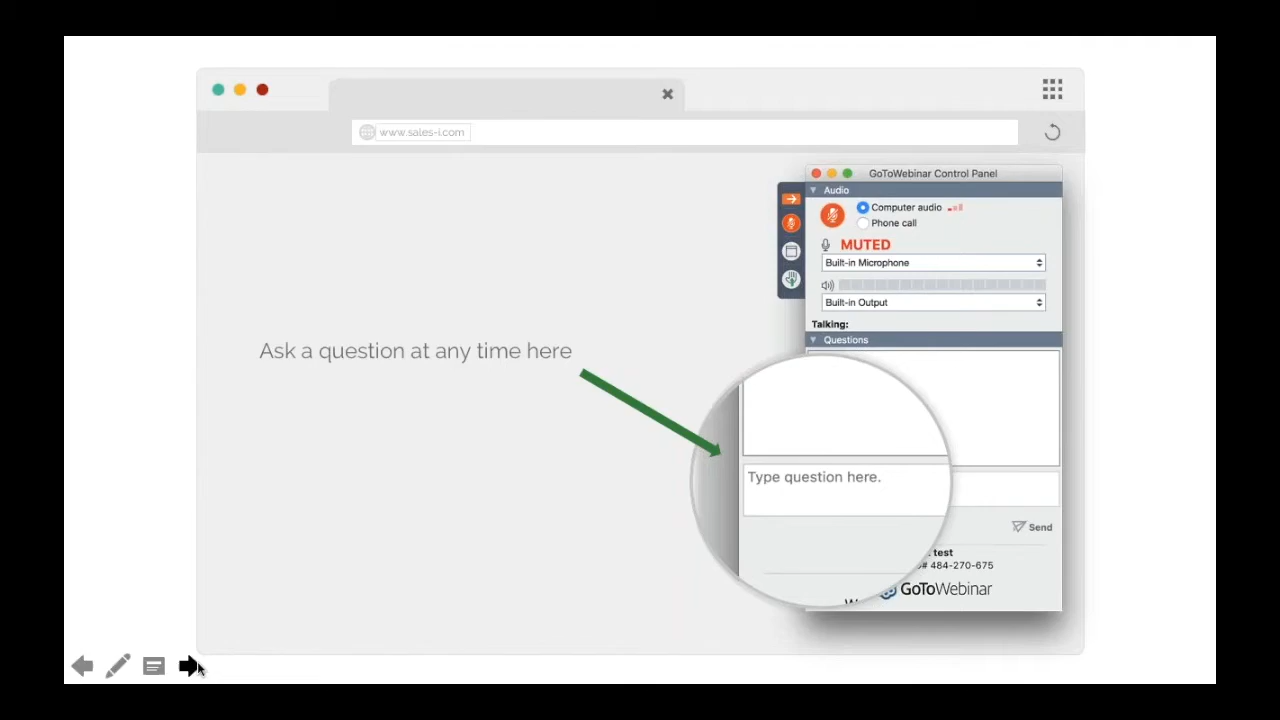 www.sales-i.com
GoToWebinar Control Panel
Audio
Computer audio
Phone call
MUTED
Built-in Microphone
Built-in Output
Talking:
Questions
Ask a question at any time here
Type question here.
Send
test
# 484-270-675
GoToWebinar